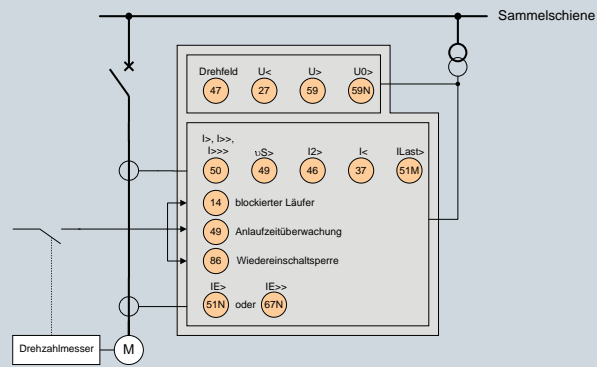 Sammelschiene
Drehfeld U< U> U0>
47 27 59 59N
I>, I>>,
I>>> υS> I2> I< ILast>
50 49 46 37 51M
14 blockierter Läufer
49 Anlaufzeitüberwachung
86 Wiedereinschaltsperre
IE> IE>>
51N oder 67N
Drehzahlmesser M